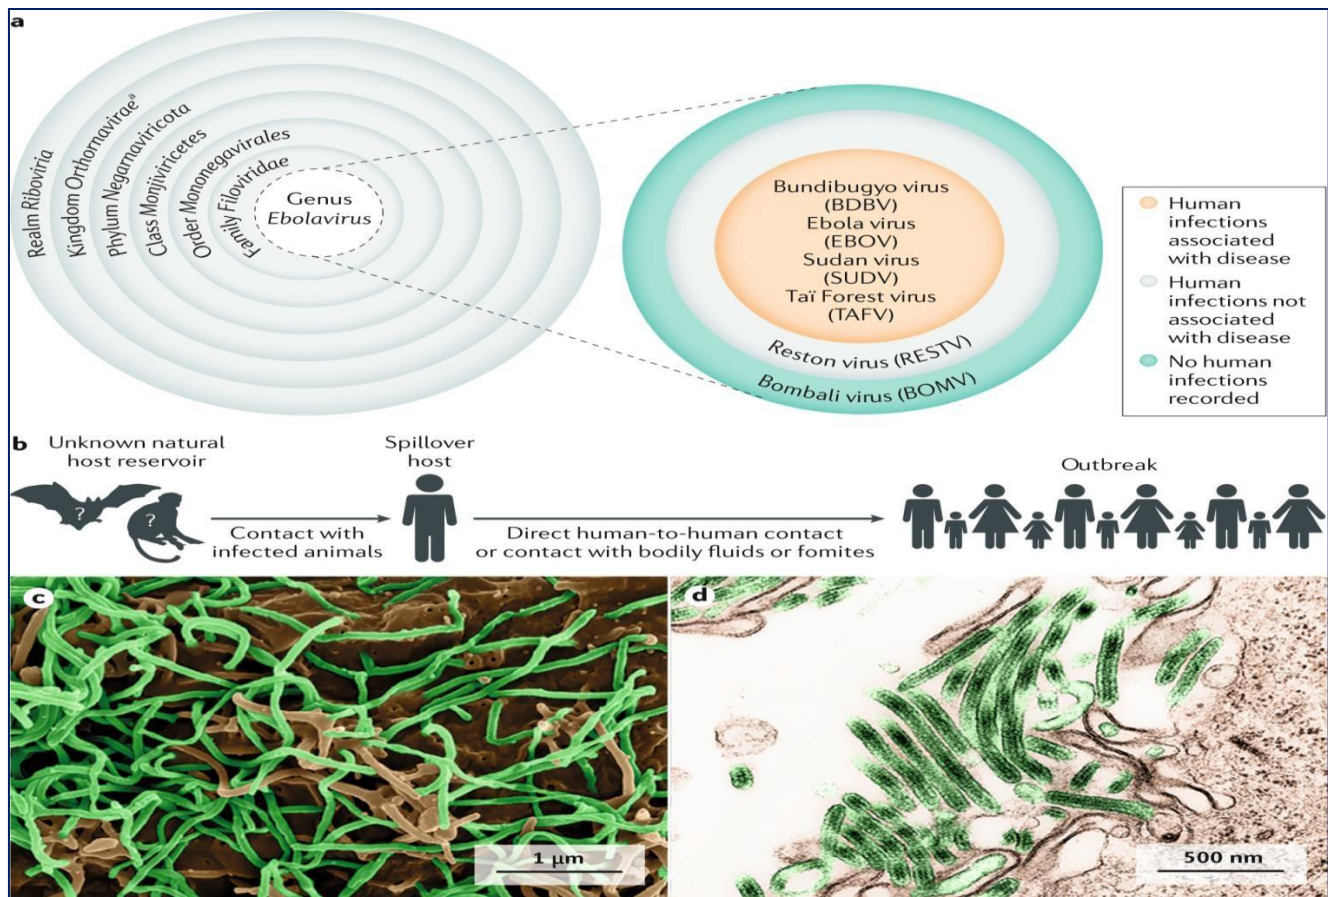 a
Realm Riboviria
Kingdom Orthornaviraeª
Phylum Negarnaviricota
Class Monjiviricetes
Order Mononegavirales
Family Filoviridae
Genus
Ebolavirus
Bundibugyo virus
(BDBV)
Ebola virus
(EBOV)
Sudan virus
(SUDV)
Taï Forest virus
(TAFV)
Reston virus (RESTV)
Bombali virus (BOMV)
Human
infections
associated
with disease
Human
infections not
associated
with disease
No human
infections
recorded
b
Unknown natural
host reservoir
? ?
Contact with
infected animals
Spillover
host
Direct human-to-human contact
or contact with bodily fluids or fomites
Outbreak
c
1 µm
d
500 nm